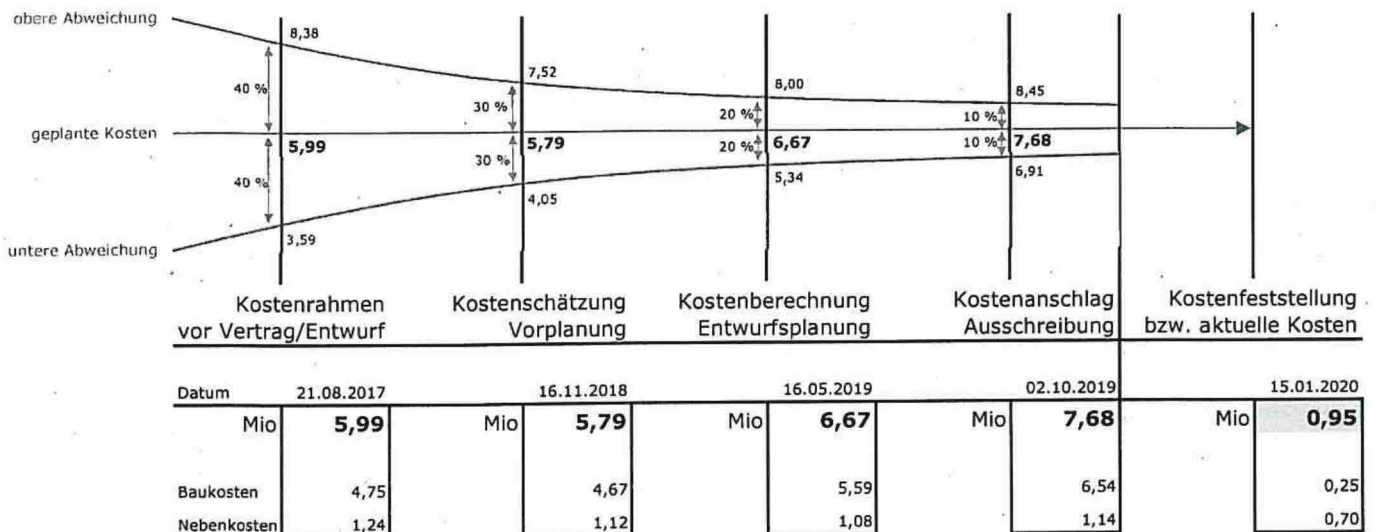 obere Abweichung
8,38
7,52
8,00
8,45
40 %
30 %
20 %
10 %
geplante Kosten
5,99
5,79
6,67
7,68
40 %
30 %
20 %
10 %
3,59
4,05
5,34
6,91
untere Abweichung
Kostenrahmen
vor Vertrag/Entwurf
Kostenschätzung
Vorplanung
Kostenberechnung
Entwurfsplanung
Kostenanschlag
Ausschreibung
Kostenfeststellung
bzw. aktuelle Kosten
Datum 21.08.2017 16.11.2018 16.05.2019 02.10.2019 15.01.2020
Mio 5,99 Mio 5,79 Mio 6,67 Mio 7,68 Mio 0,95
Baukosten 4,75 4,67 5,59 6,54 0,25
Nebenkosten 1,24 1,12 1,08 1,14 0,70